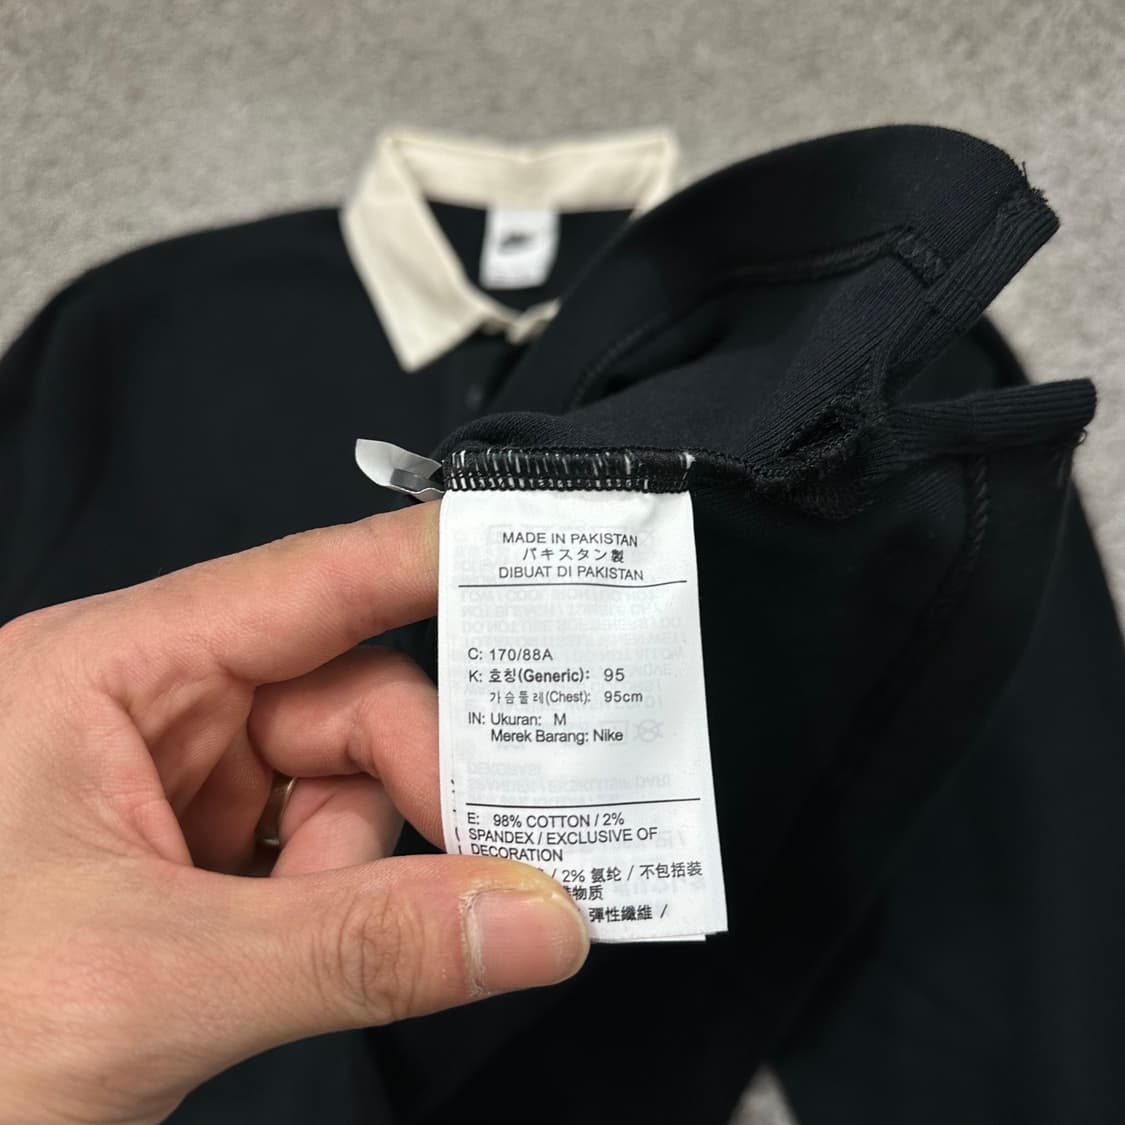 MADE IN PAKISTAN
パキスタン製
DIBUAT DI PAKISTAN
C: 170/88A
K: 호칭(Generic): 95
가슴둘레(Chest): 95cm
IN: Ukuran: M
Merek Barang: Nike
E: 98% COTTON / 2%
SPANDEX / EXCLUSIVE OF
DECORATION
/ 2% 氨纶 / 不包括装
物质
彈性纖維 /